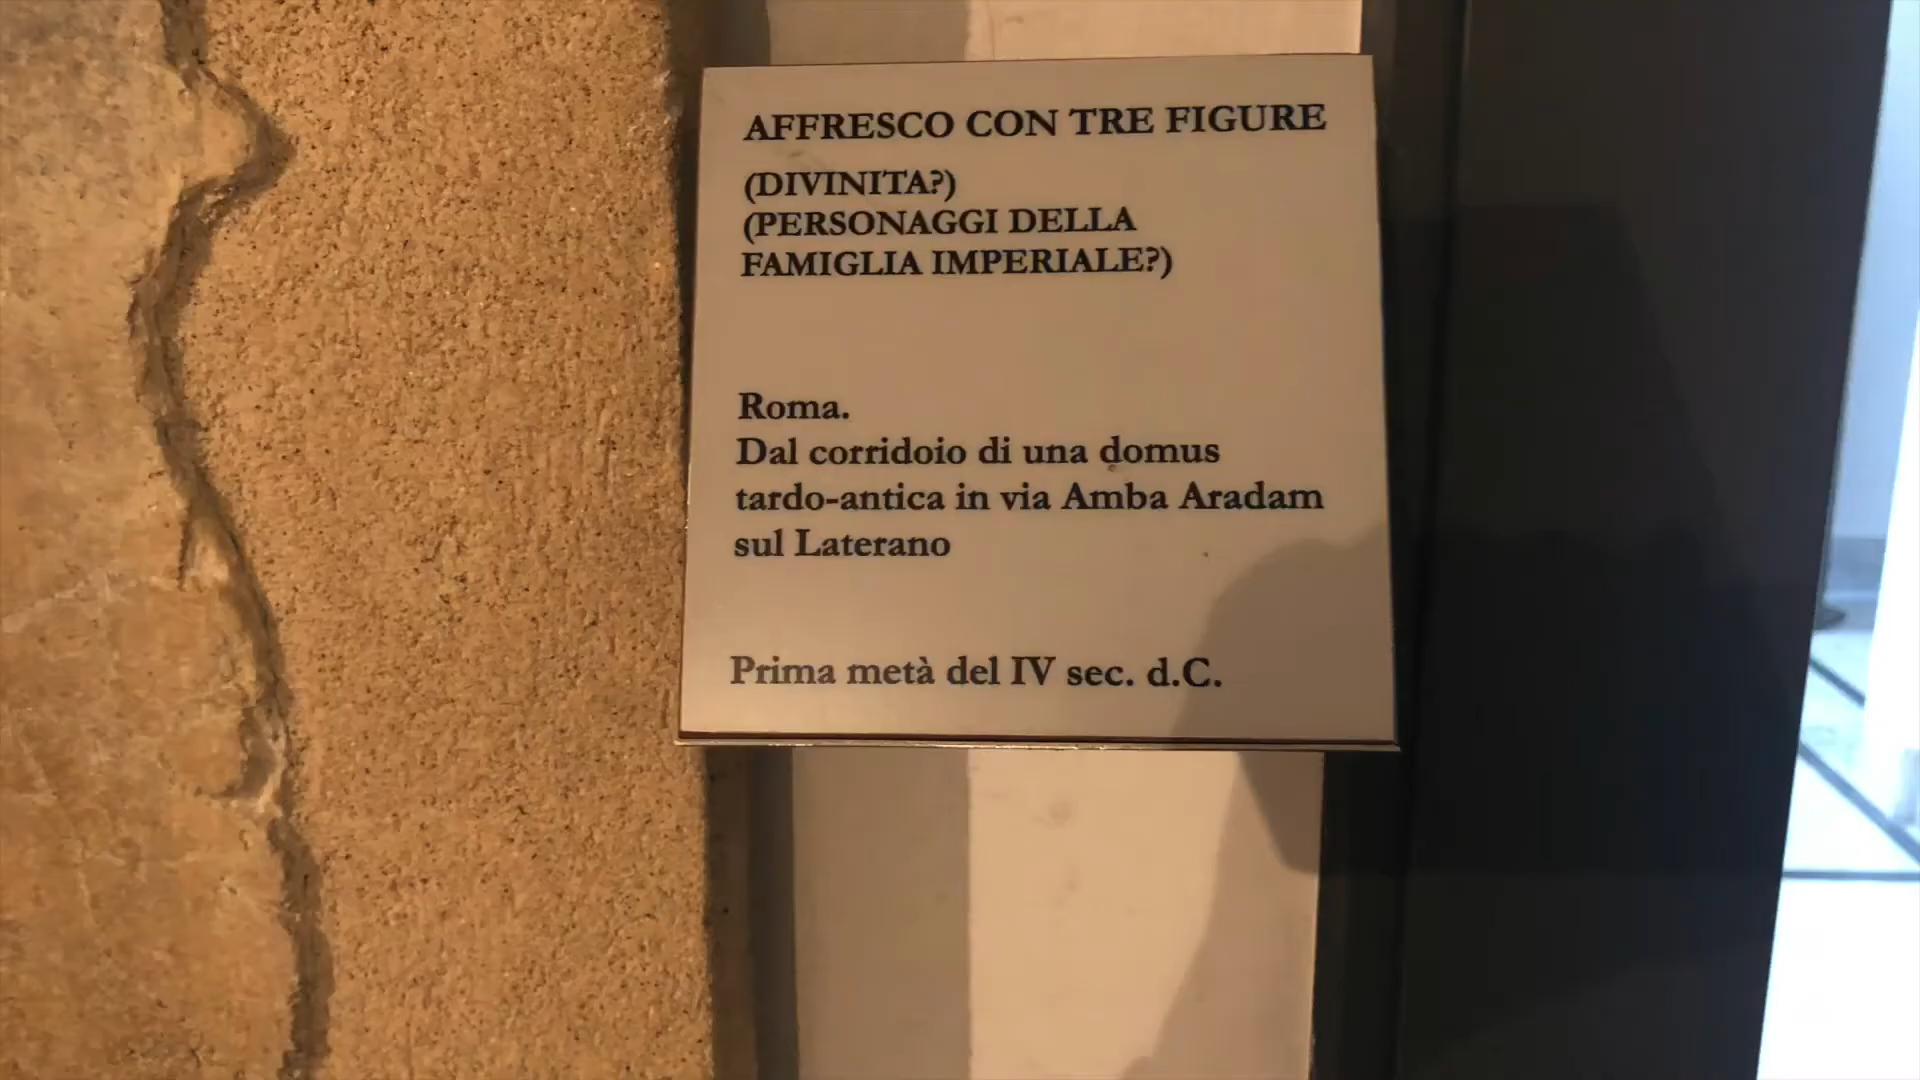 AFFRESCO CON TRE FIGURE
(DIVINITA?)
(PERSONAGGI DELLA
FAMIGLIA IMPERIALE?)
Roma.
Dal corridoio di una domus
tardo-antica in via Amba Aradam
sul Laterano
Prima metà del IV sec. d.C.